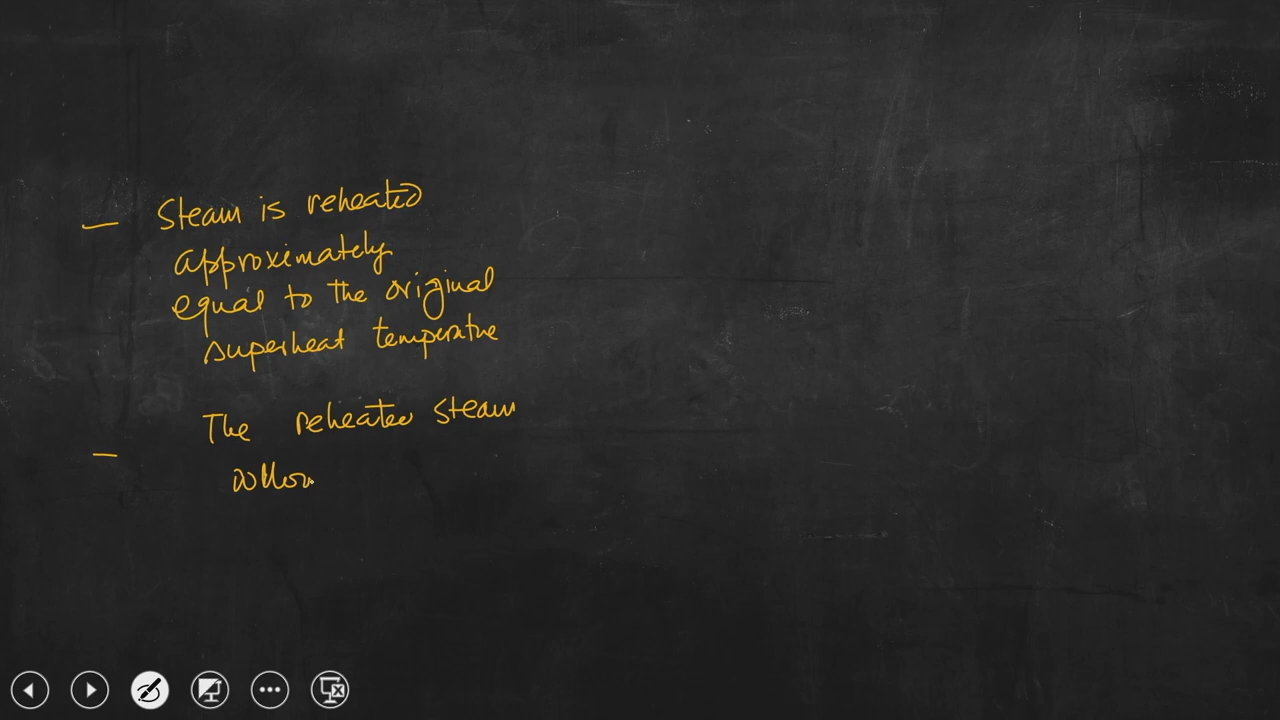 — Steam is reheated
approximately
equal to the original
superheat temperature
— The reheated steam